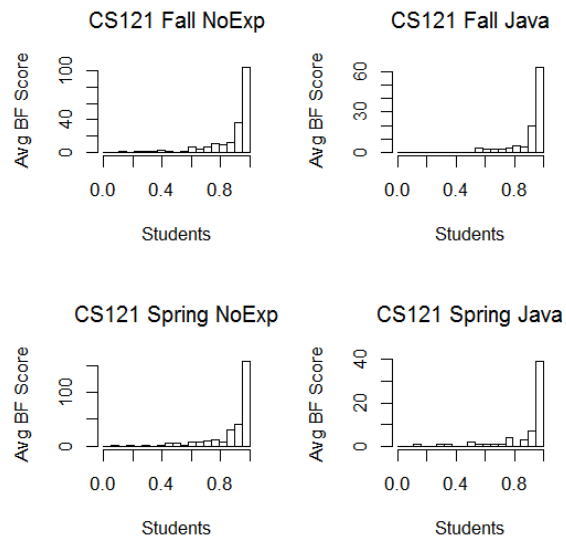 CS121 Fall NoExp
Avg BF Score
0 40 100
0.0 0.4 0.8
Students
CS121 Fall Java
Avg BF Score
0 30 60
0.0 0.4 0.8
Students
CS121 Spring NoExp
Avg BF Score
0 100
0.0 0.4 0.8
Students
CS121 Spring Java
Avg BF Score
0 20 40
0.0 0.4 0.8
Students